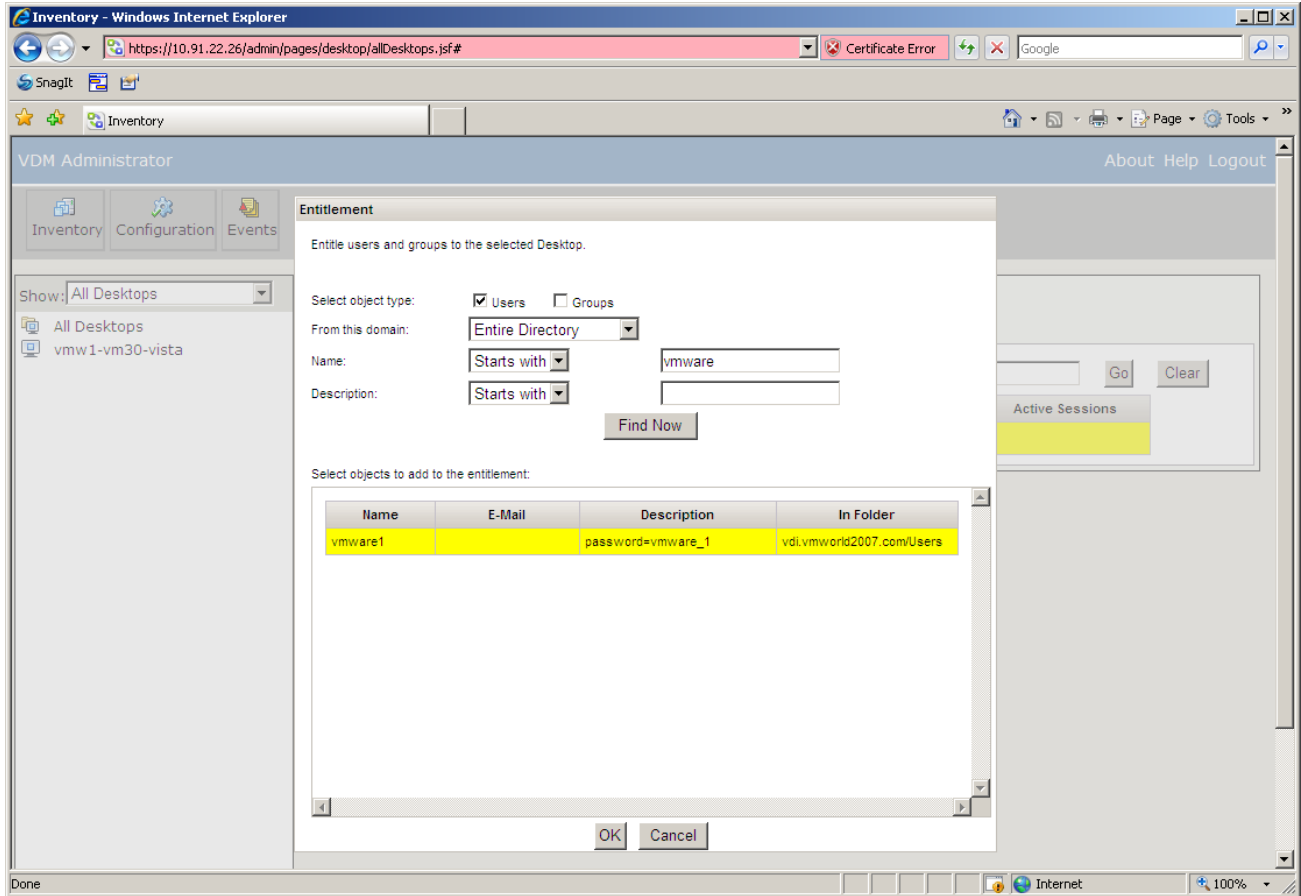 Inventory - Windows Internet Explorer
https://10.91.22.26/admin/pages/desktop/allDesktops.jsf#
Certificate Error
Google
SnagIt
Inventory
Page
Tools
»
VDM Administrator
About Help Logout
Inventory Configuration Events
Show: All Desktops
All Desktops
vmw1-vm30-vista
Entitlement
Entitle users and groups to the selected Desktop.
Select object type: Users Groups
From this domain: Entire Directory
Name: Starts with vmware
Description: Starts with
Find Now
Go Clear
Active Sessions
Select objects to add to the entitlement:
Name E-Mail Description In Folder
vmware1 password=vmware_1 vdi.vmworld2007.com/Users
OK Cancel
Done Internet 100%